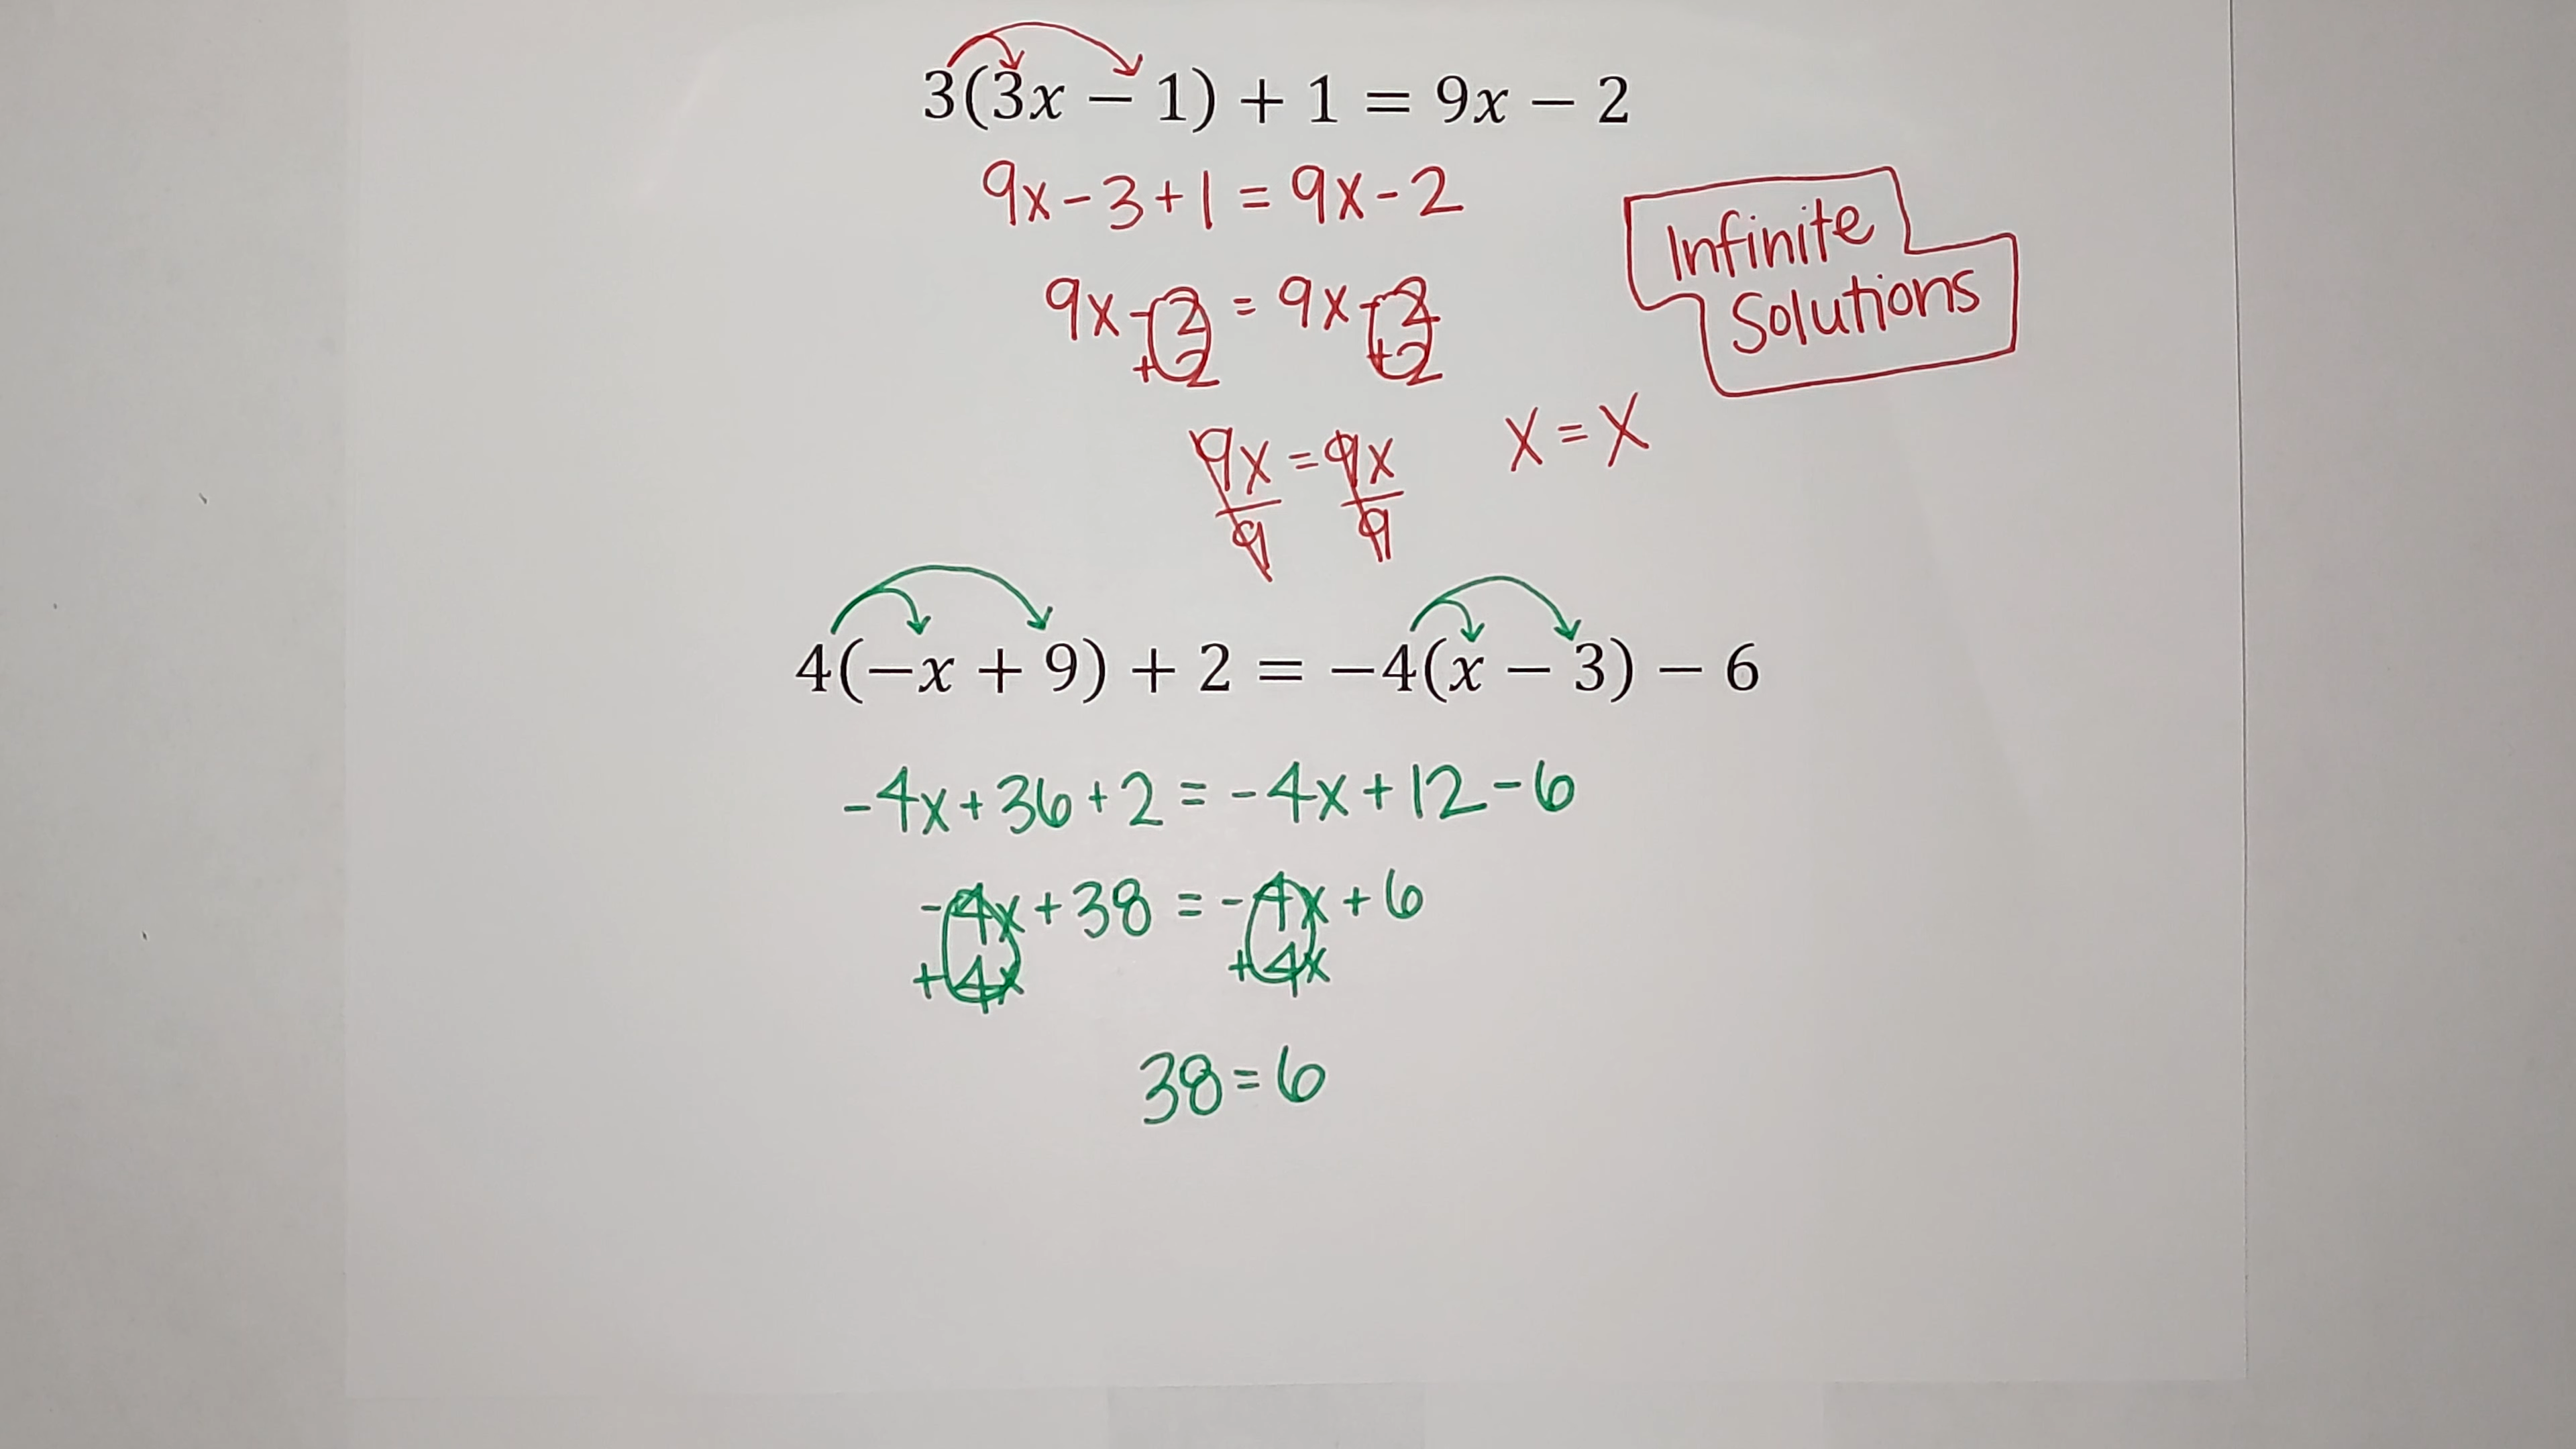 3(3x − 1) + 1 = 9x − 2
9x - 3 + 1 = 9x - 2
Infinite
Solutions
9x - 2 = 9x - 2
+2 +2
9x = 9x
9 9
x = x
4(−x + 9) + 2 = −4(x − 3) − 6
-4x + 36 + 2 = -4x + 12 - 6
-4x + 38 = -4x + 6
+4x +4x
38 = 6